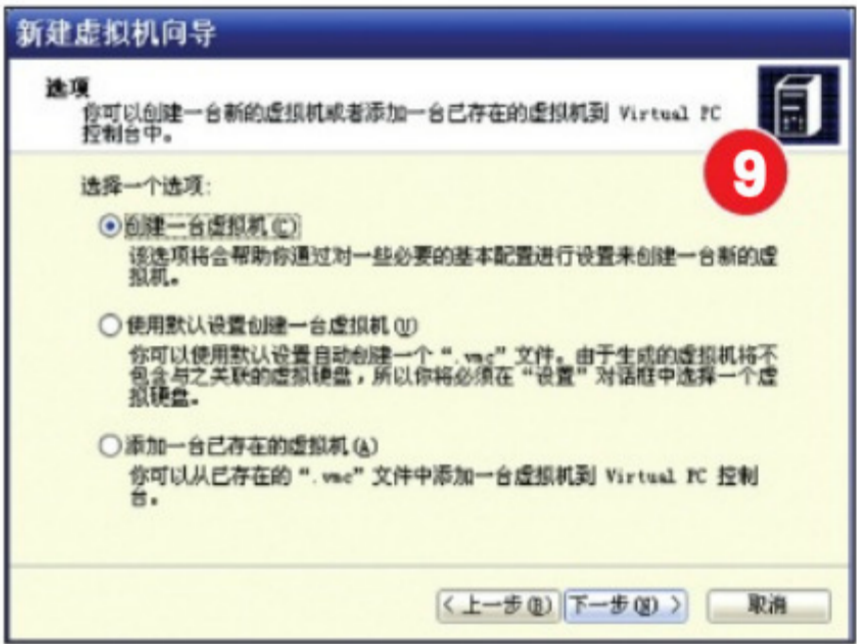 新建虚拟机向导
选项
你可以创建一台新的虚拟机或者添加一台已存在的虚拟机到 Virtual PC
控制台中。
9
选择一个选项:
创建一台虚拟机(C)
该选项将会帮助你通过对一些必要的基本配置进行设置来创建一台新的虚
拟机。
使用默认设置创建一台虚拟机(U)
你可以使用默认设置自动创建一个“.vmc”文件。由于生成的虚拟机将不
包含与之关联的虚拟硬盘，所以你将必须在“设置”对话框中选择一个虚
拟硬盘。
添加一台已存在的虚拟机(A)
你可以从已存在的“.vmc”文件中添加一台虚拟机到 Virtual PC 控制
台。
< 上一步(B) 下一步(N) > 取消